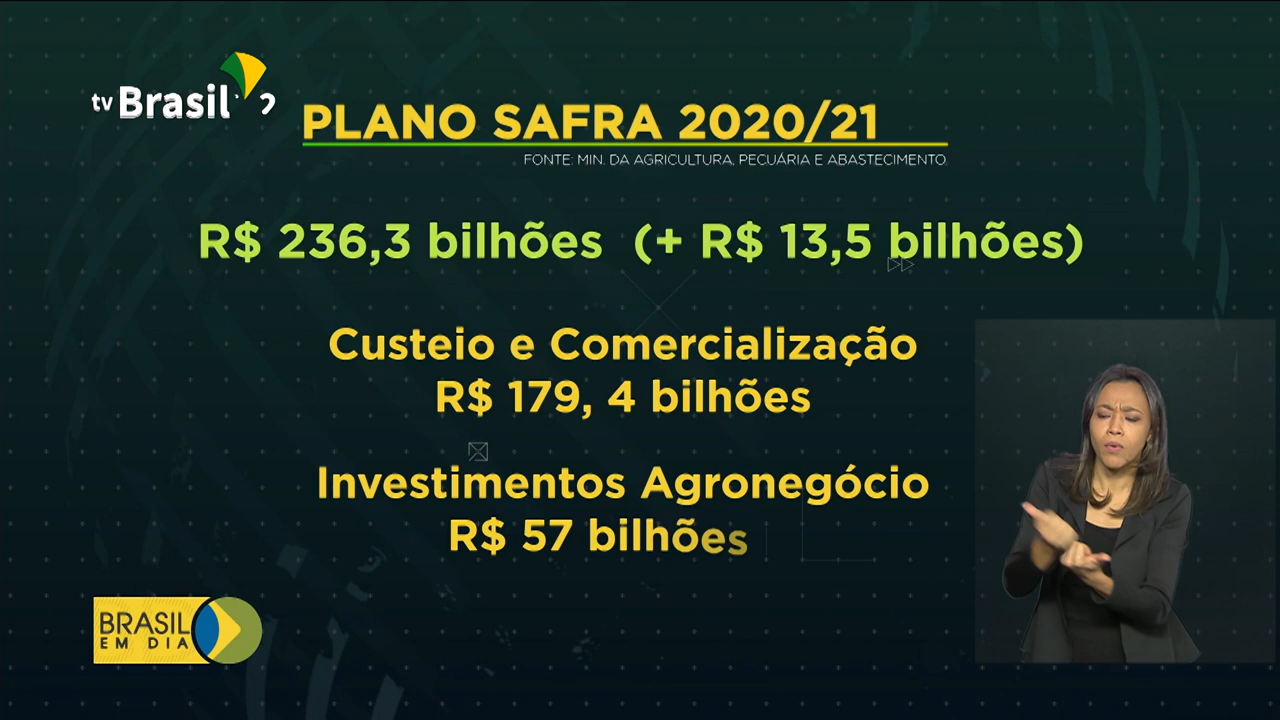 tv Brasil
PLANO SAFRA 2020/21
FONTE: MIN. DA AGRICULTURA, PECUÁRIA E ABASTECIMENTO.
R$ 236,3 bilhões (+ R$ 13,5 bilhões)
Custeio e Comercialização
R$ 179, 4 bilhões
Investimentos Agronegócio
R$ 57 bilhões
BRASIL
EM DIA